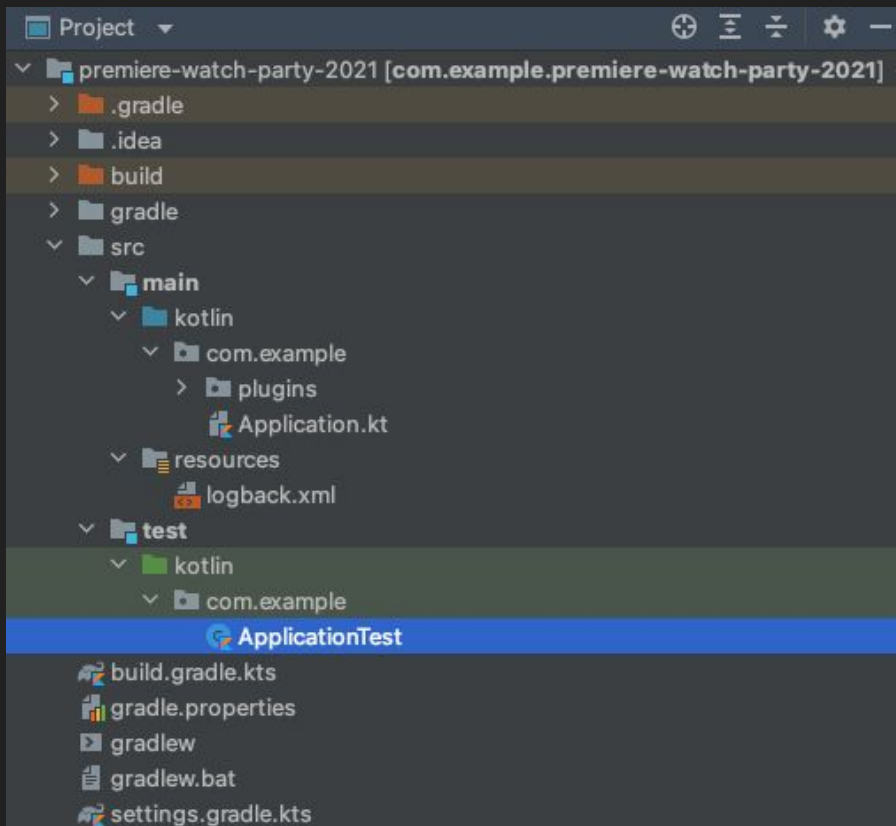 Project
premiere-watch-party-2021 [com.example.premiere-watch-party-2021]
.gradle
.idea
build
gradle
src
main
kotlin
com.example
plugins
Application.kt
resources
logback.xml
test
kotlin
com.example
ApplicationTest
build.gradle.kts
gradle.properties
gradlew
gradlew.bat
settings.gradle.kts